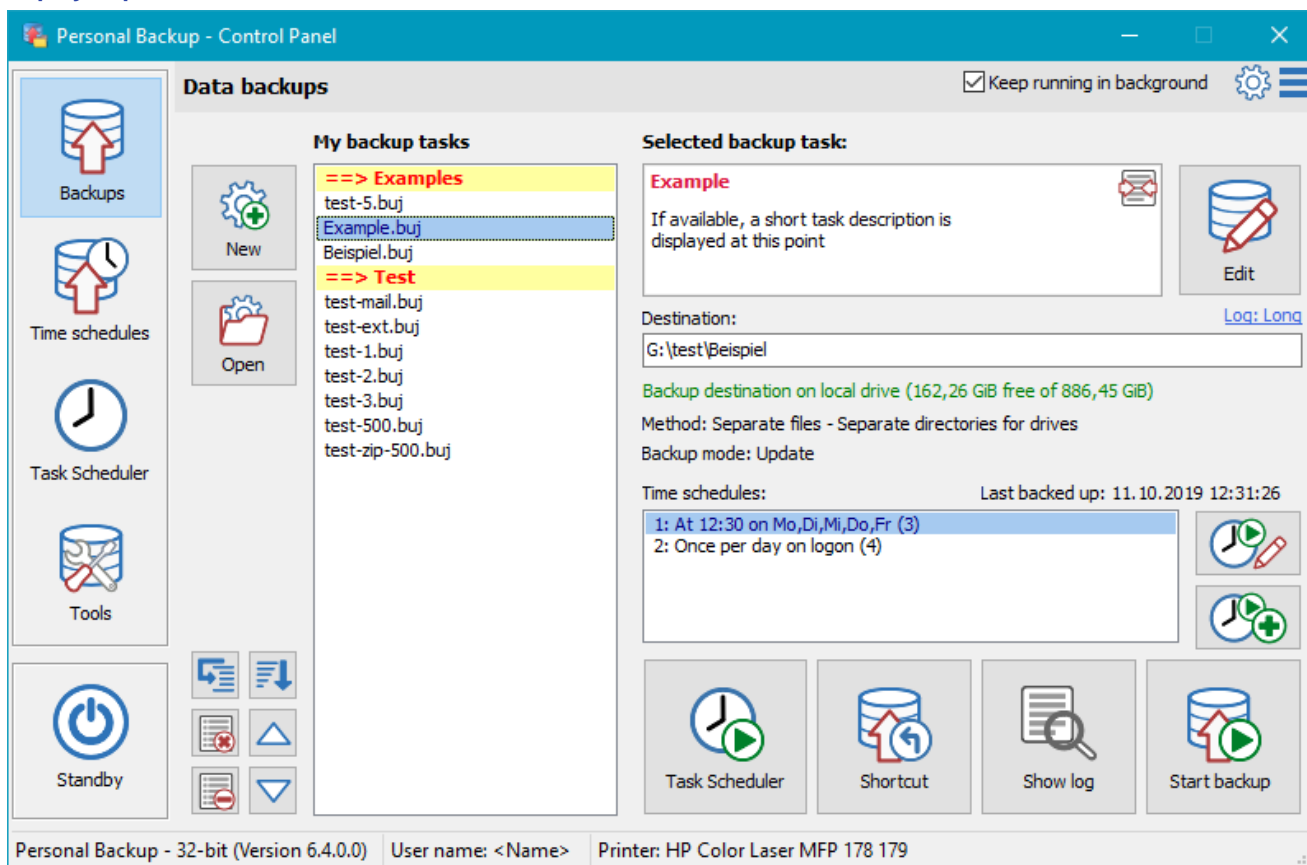 Personal Backup - Control Panel
Data backups
Keep running in background
Backups
Time schedules
Task Scheduler
Tools
Standby
New
Open
My backup tasks
==> Examples
test-5.buj
Example.buj
Beispiel.buj
==> Test
test-mail.buj
test-ext.buj
test-1.buj
test-2.buj
test-3.buj
test-500.buj
test-zip-500.buj
Selected backup task:
Example
If available, a short task description is
displayed at this point
Edit
Destination:
Log: Long
G:\test\Beispiel
Backup destination on local drive (162,26 GiB free of 886,45 GiB)
Method: Separate files - Separate directories for drives
Backup mode: Update
Time schedules:
Last backed up: 11.10.2019 12:31:26
1: At 12:30 on Mo,Di,Mi,Do,Fr (3)
2: Once per day on logon (4)
Task Scheduler
Shortcut
Show log
Start backup
Personal Backup - 32-bit (Version 6.4.0.0)
User name: <Name>
Printer: HP Color Laser MFP 178 179